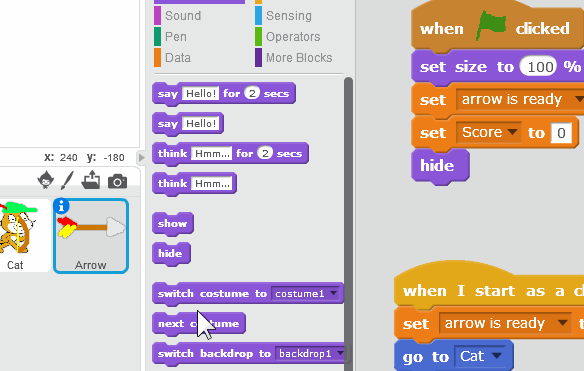 Sound Sensing
Pen Operators
Data More Blocks
say Hello! for 2 secs
say Hello!
think Hmm... for 2 secs
think Hmm...
show
hide
switch costume to costume1
next costume
switch backdrop to backdrop1
x: 240 y: -180
Cat
Arrow
when clicked
set size to 100 %
set arrow is ready
set Score to 0
hide
when I start as a
set arrow is ready
go to Cat